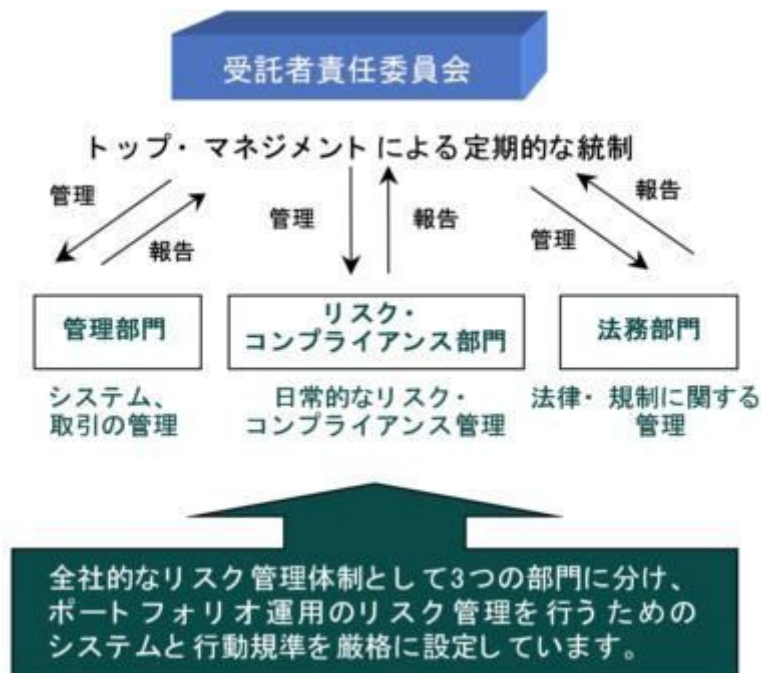 受託者責任委員会
トップ・マネジメントによる定期的な統制
管理
報告
管理
報告
管理
報告
管理部門
リスク・
コンプライアンス部門
法務部門
システム、
取引の管理
日常的なリスク・
コンプライアンス管理
法律・規制に関する
管理
全社的なリスク管理体制として3つの部門に分け、
ポートフォリオ運用のリスク管理を行うための
システムと行動規準を厳格に設定しています。